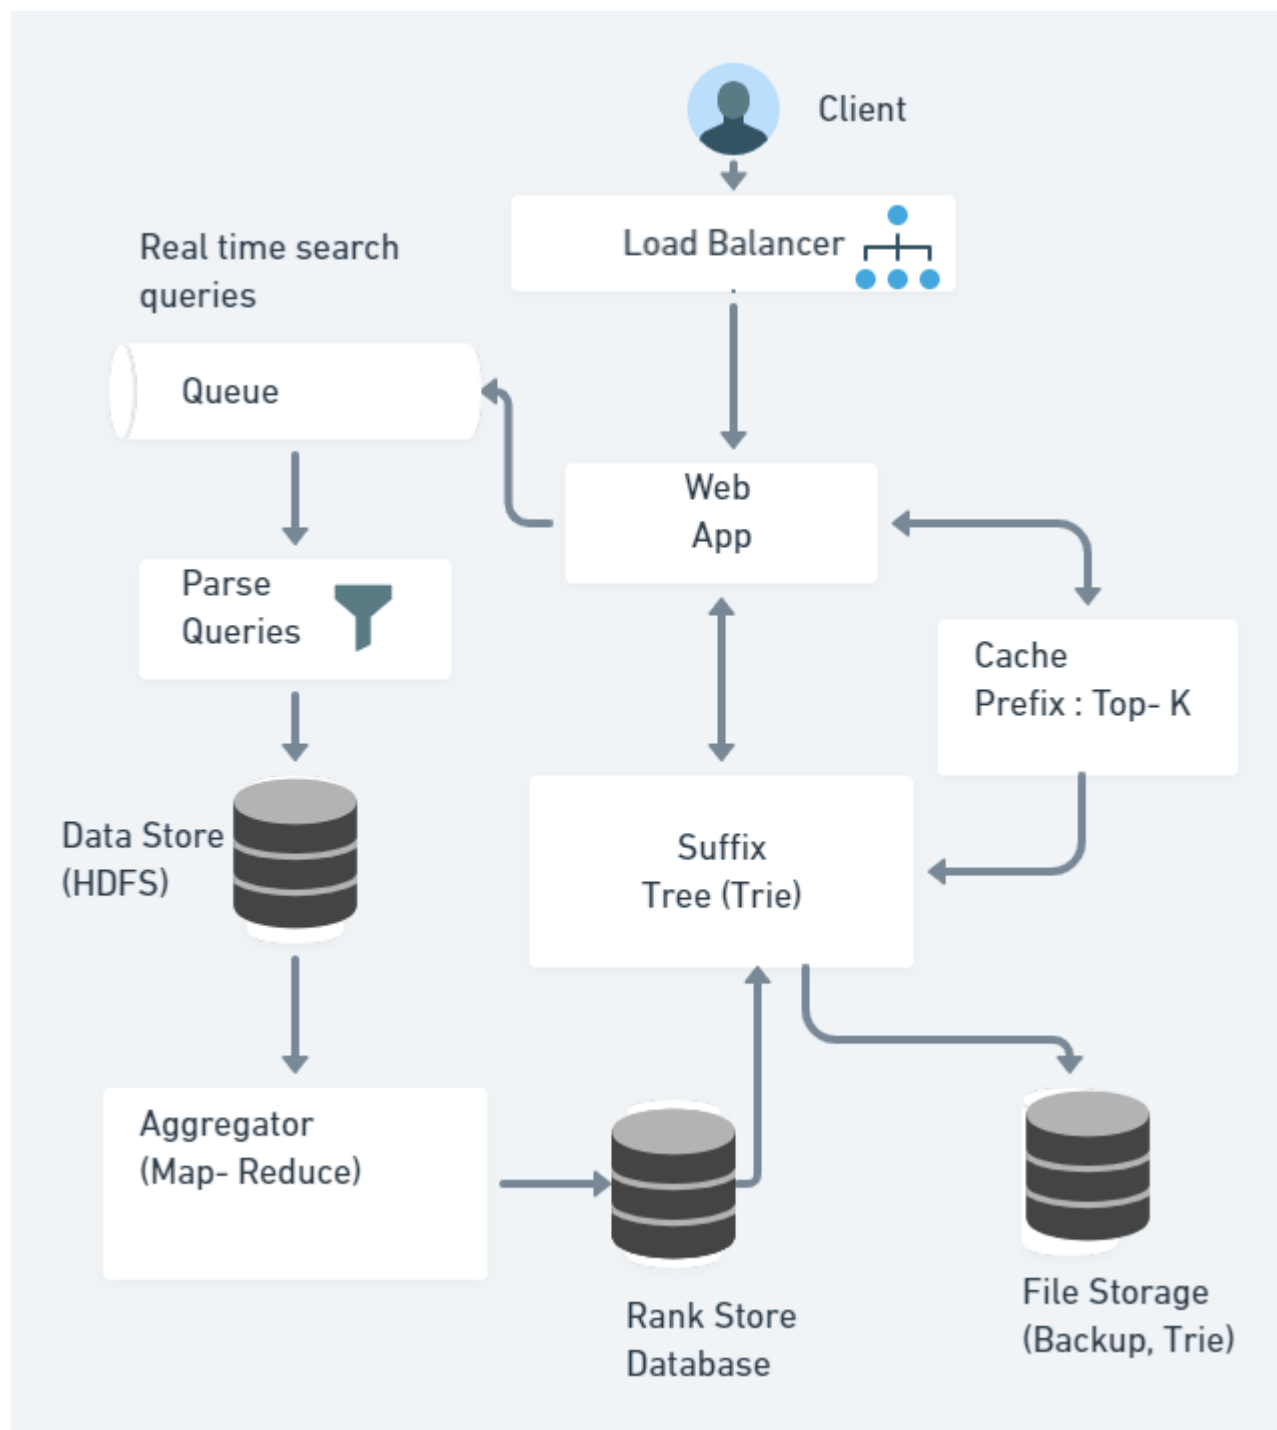 Client
Load Balancer
Real time search
queries
Queue
Web
App
Parse
Queries
Cache
Prefix : Top- K
Data Store
(HDFS)
Suffix
Tree (Trie)
Aggregator
(Map- Reduce)
Rank Store
Database
File Storage
(Backup, Trie)